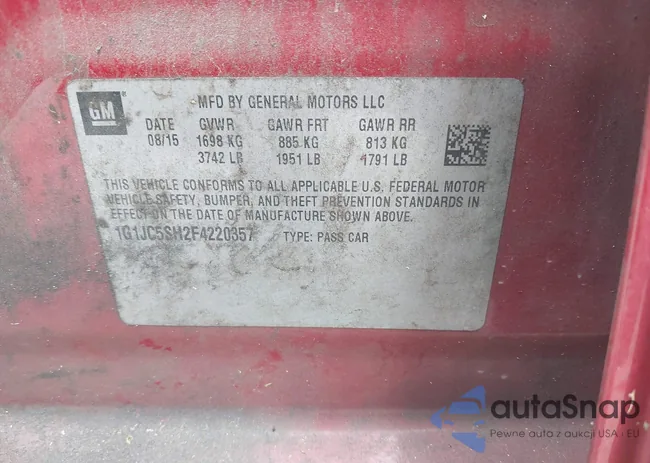 GM
MFD BY GENERAL MOTORS LLC
DATE GVWR GAWR FRT GAWR RR
08/15 1698 KG 885 KG 813 KG
3742 LB 1951 LB 1791 LB
THIS VEHICLE CONFORMS TO ALL APPLICABLE U.S. FEDERAL MOTOR
VEHICLE SAFETY, BUMPER, AND THEFT PREVENTION STANDARDS IN
EFFECT ON THE DATE OF MANUFACTURE SHOWN ABOVE.
1G1JC5SH2F4220857 TYPE: PASS CAR
autoSnap
Pewne auta z aukcji USA i EU